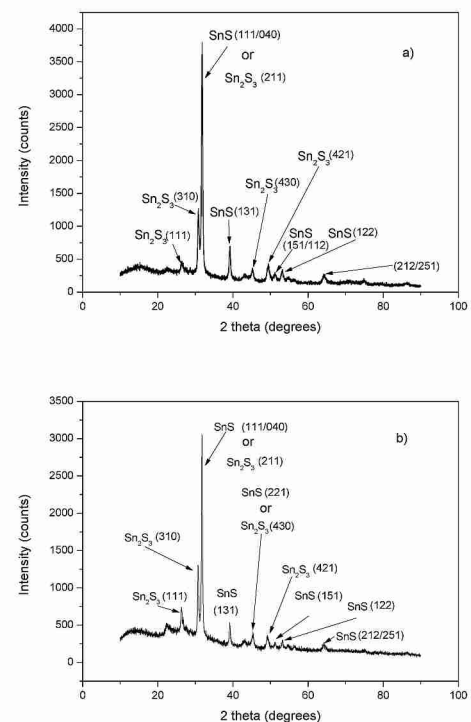 a)
SnS (111/040)
or
Sn2S3 (211)
Sn2S3 (421)
Sn2S3 (430)
Sn2S3 (310)
SnS (131)
SnS
(151/112)
SnS (122)
Sn2S3 (111)
(212/251)
4000
3500
3000
2500
2000
1500
1000
500
0
Intensity (counts)
0 20 40 60 80 100
2 theta (degrees)
b)
SnS (111/040)
or
Sn2S3 (211)
SnS (221)
or
Sn2S3 (430)
Sn2S3 (310)
Sn2S3 (421)
Sn2S3 (111)
SnS
(131)
SnS (151)
SnS (122)
SnS (212/251)
3500
3000
2500
2000
1500
1000
500
0
Intensity (counts)
0 20 40 60 80 100
2 theta (degrees)